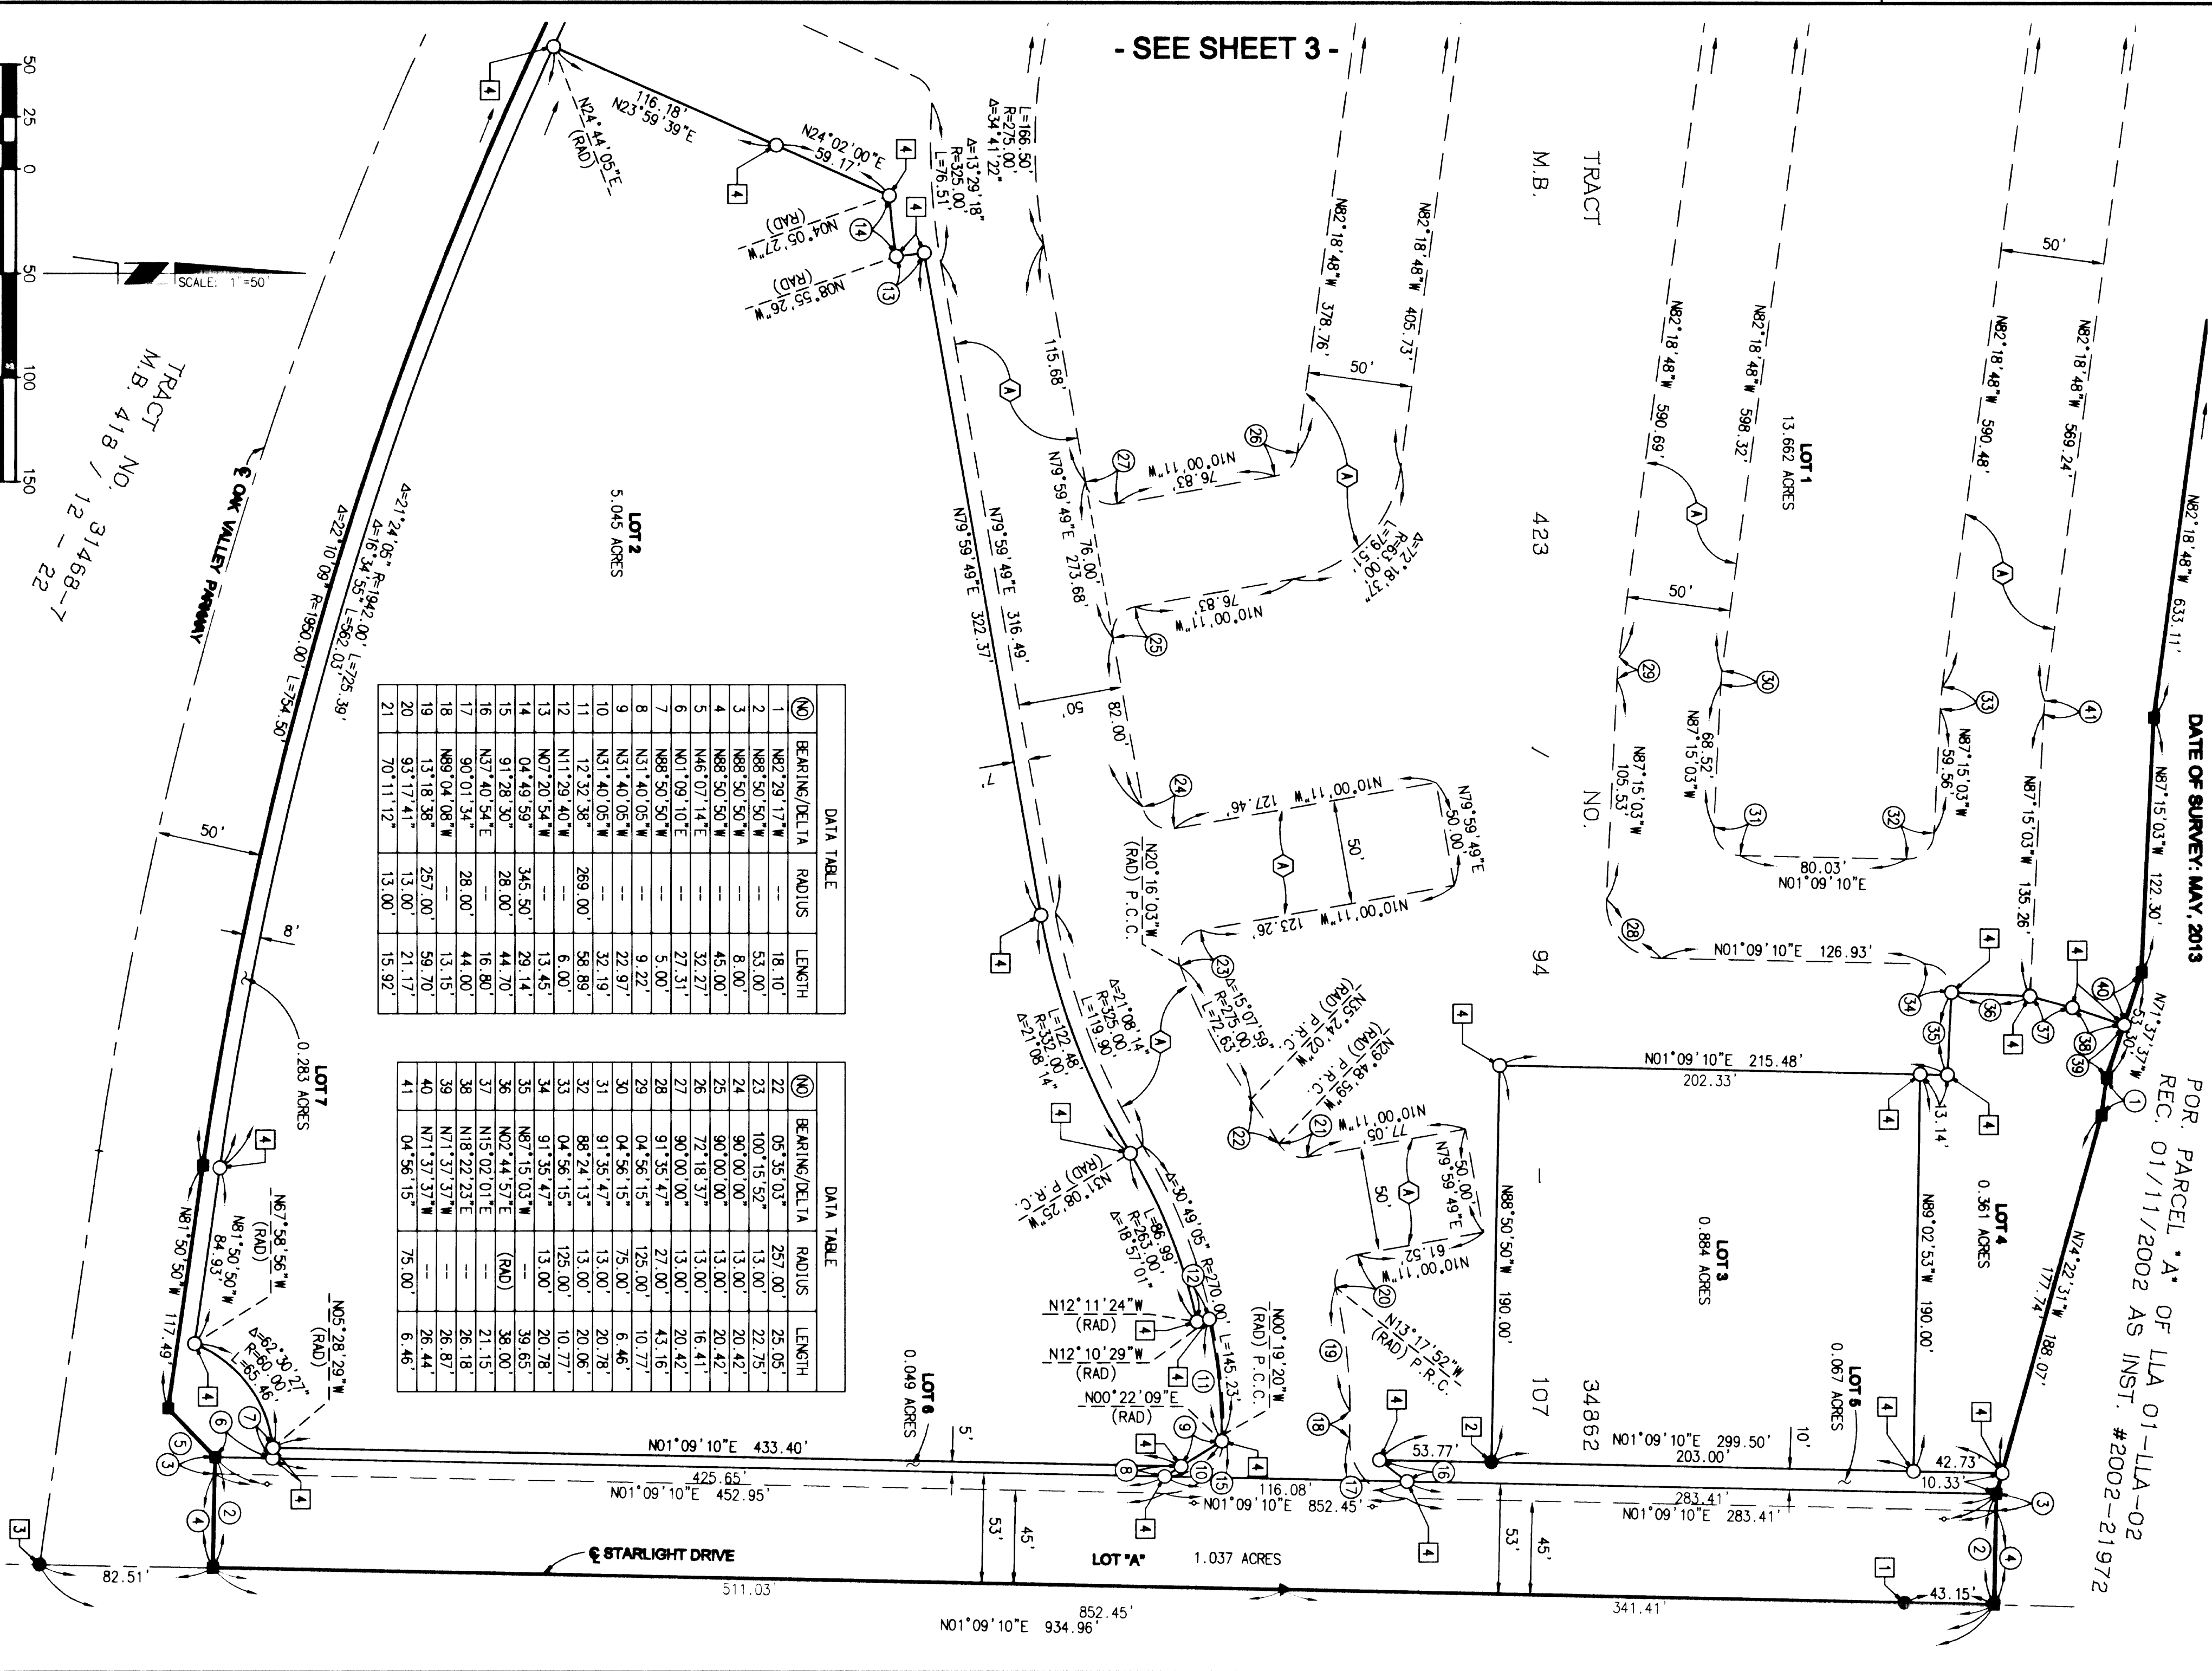 - SEE SHEET 3 -
DATE OF SURVEY: MAY, 2013
POR. PARCEL "A" OF LLA 01-LLA-02
REC. 01/11/2002 AS INST. #2002-21972
TRACT NO. 34862
M.B. 423 / 94 - 107
TRACT NO. 31468-7
M.B. 418 / 12 - 22
SCALE: 1"=50'
50 25 0 50 100 150
LOT 1
13.662 ACRES
LOT 2
5.045 ACRES
LOT 3
0.884 ACRES
LOT 4
0.361 ACRES
LOT 5
0.067 ACRES
LOT 6
0.049 ACRES
LOT 7
0.283 ACRES
LOT "A" 1.037 ACRES
℄ OAK VALLEY PARKWAY
℄ STARLIGHT DRIVE
N82°18'48"W 633.11'
N87°15'03"W 122.30'
N71°37'37"W
53.30'
N74°22'31"W 188.07'
177.74'
N82°18'48"W 569.24'
N82°18'48"W 590.48'
N82°18'48"W 598.32'
N82°18'48"W 590.69'
N82°18'48"W 405.73'
N82°18'48"W 378.76'
50'
50'
50'
N87°15'03"W 135.26'
N87°15'03"W
59.56'
68.52'
N87°15'03"W
N87°15'03"W
105.53'
80.03'
N01°09'10"E
N01°09'10"E 126.93'
N01°09'10"E 215.48'
202.33'
13.14'
N89°02'53"W 190.00'
N88°50'50"W 190.00'
N01°09'10"E 299.50'
203.00'
10'
42.73'
10.33'
53.77'
283.41'
N01°09'10"E 283.41'
116.08'
N01°09'10"E 852.45'
53'
45'
53'
45'
43.15'
341.41'
511.03'
852.45'
N01°09'10"E 934.96'
82.51'
N01°09'10"E 433.40'
5'
425.65'
N01°09'10"E 452.95'
L=166.50'
R=275.00'
Δ=34°41'22"
Δ=13°29'18"
R=325.00'
L=76.51'
N24°02'00"E
59.17'
116.18'
N23°59'39"E
N24°44'05"E
(RAD)
N04°05'27"W
(RAD)
N08°55'26"W
(RAD)
115.68'
N79°59'49"E 273.68'
76.00'
82.00'
N79°59'49"E 316.49'
N79°59'49"E 322.37'
50'
7'
N10°00'11"W
76.83'
N10°00'11"W
76.83'
Δ=72°18'37"
R=63.00'
L=79.51'
N10°00'11"W 127.46'
N79°59'49"E
50.00'
50'
N10°00'11"W
123.26'
N20°16'03"W
(RAD) P.C.C.
Δ=15°07'59"
R=275.00'
L=72.63'
N35°24'02"W
(RAD) P.R.C.
N29°48'59"W
(RAD) P.R.C.
Δ=21°08'14"
R=325.00'
L=119.90'
L=122.48'
R=332.00'
Δ=21°08'14"
N31°08'25"W
(RAD) P.R.C.
N10°00'11"W
77.05'
50.00'
N79°59'49"E
50'
61.52'
N10°00'11"W
N13°17'52"W
(RAD) P.R.C.
Δ=30°49'05" R=270.00' L=145.23'
L=86.99'
R=263.00'
Δ=18°57'01"
N12°11'24"W
(RAD)
N12°10'29"W
(RAD)
N00°22'09"E
(RAD)
N00°19'20"W
(RAD) P.C.C.
Δ=21°24'05" R=1942.00' L=725.39'
Δ=16°34'55" L=562.03'
Δ=22°10'09" R=1950.00' L=754.50'
50'
8'
N67°58'56"W
(RAD)
N81°50'50"W
84.93'
N81°50'50"W 117.49'
N05°28'29"W
(RAD)
Δ=62°30'27"
R=60.00'
L=65.46'
DATA TABLE
NO BEARING/DELTA RADIUS LENGTH
1 N82°29'17"W -- 18.10'
2 N88°50'50"W -- 53.00'
3 N88°50'50"W -- 8.00'
4 N88°50'50"W -- 45.00'
5 N46°07'14"E -- 32.27'
6 N01°09'10"E -- 27.31'
7 N88°50'50"W -- 5.00'
8 N31°40'05"W -- 9.22'
9 N31°40'05"W -- 22.97'
10 N31°40'05"W -- 32.19'
11 12°32'38" 269.00' 58.89'
12 N11°29'40"W -- 6.00'
13 N07°20'54"W -- 13.45'
14 04°49'59" 345.50' 29.14'
15 91°28'30" 28.00' 44.70'
16 N37°40'54"E -- 16.80'
17 90°01'34" 28.00' 44.00'
18 N89°04'08"W -- 13.15'
19 13°18'38" 257.00' 59.70'
20 93°17'41" 13.00' 21.17'
21 70°11'12" 13.00' 15.92'
DATA TABLE
NO BEARING/DELTA RADIUS LENGTH
22 05°35'03" 257.00' 25.05'
23 100°15'52" 13.00' 22.75'
24 90°00'00" 13.00' 20.42'
25 90°00'00" 13.00' 20.42'
26 72°18'37" 13.00' 16.41'
27 90°00'00" 13.00' 20.42'
28 91°35'47" 27.00' 43.16'
29 04°56'15" 125.00' 10.77'
30 04°56'15" 75.00' 6.46'
31 91°35'47" 13.00' 20.78'
32 88°24'13" 13.00' 20.06'
33 04°56'15" 125.00' 10.77'
34 91°35'47" 13.00' 20.78'
35 N87°15'03"W -- 39.65'
36 N02°44'57"E (RAD) 38.00'
37 N15°02'01"E -- 21.15'
38 N18°22'23"E -- 26.18'
39 N71°37'37"W -- 26.87'
40 N71°37'37"W -- 26.44'
41 04°56'15" 75.00' 6.46'